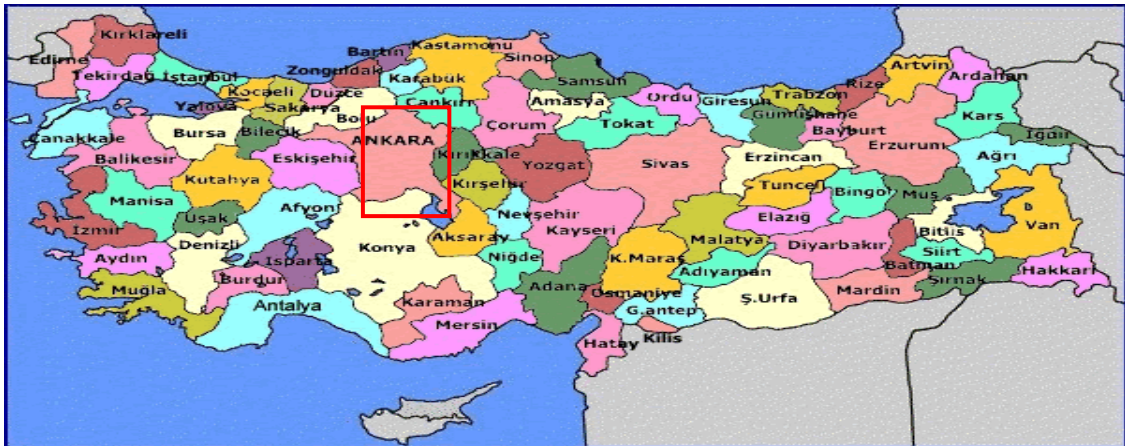 Kırklareli
Edirne
Tekirdağ
İstanbul
Kocaeli
Yalova
Sakarya
Düzce
Zonguldak
Bartın
Karabük
Kastamonu
Sinop
Samsun
Çankırı
Bolu
Çanakkale
Balikesir
Bursa
Bilecik
Eskişehir
ANKARA
Kırıkkale
Çorum
Amasya
Tokat
Ordu
Giresun
Trabzon
Gümüşhane
Rize
Artvin
Ardahan
Kars
Iğdır
Bayburt
Erzurum
Ağrı
Erzincan
Sivas
Yozgat
Kırşehir
Kutahya
Manisa
Uşak
Afyon
İzmir
Aydın
Denizli
Isparta
Burdur
Muğla
Antalya
Konya
Aksaray
Nevşehir
Niğde
Kayseri
Malatya
Elazığ
Tuncel
Bingol
Muş
Bitlis
Van
Diyarbakır
Batman
Siirt
Şırnak
Hakkari
Mardin
Ş.Urfa
Adıyaman
K.Maraş
Osmaniye
G.antep
Kilis
Hatay
Adana
Mersin
Karaman